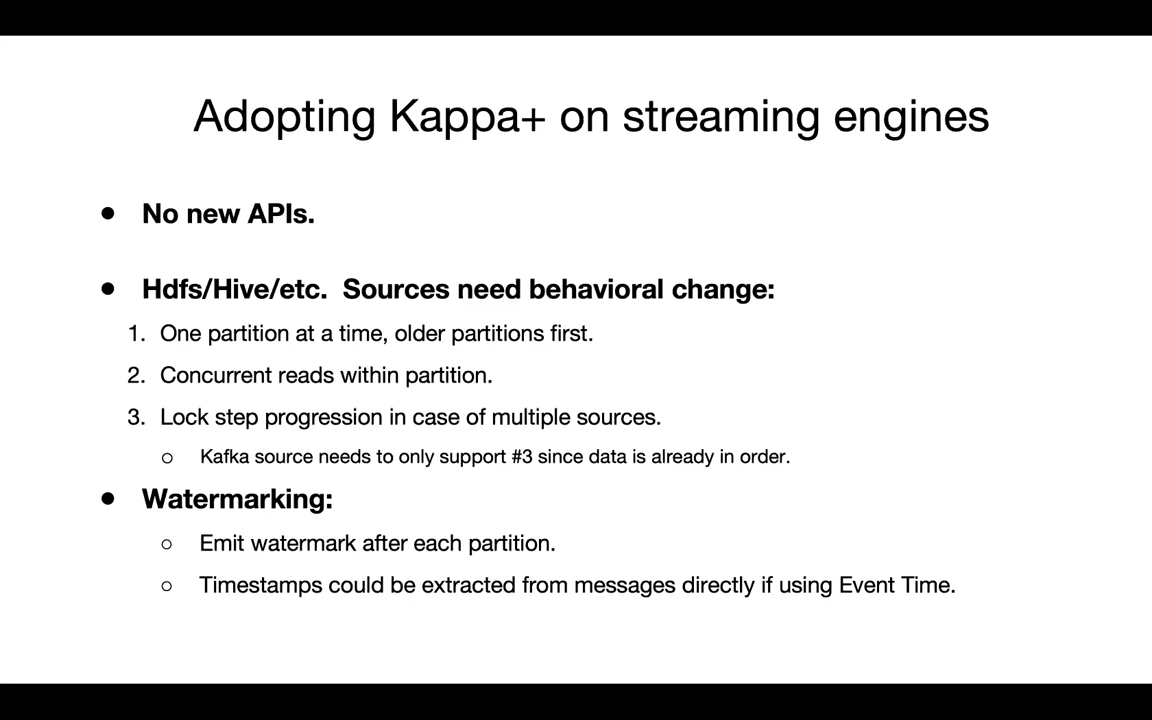 Adopting Kappa+ on streaming engines
● No new APIs.
● Hdfs/Hive/etc. Sources need behavioral change:
1. One partition at a time, older partitions first.
2. Concurrent reads within partition.
3. Lock step progression in case of multiple sources.
○ Kafka source needs to only support #3 since data is already in order.
● Watermarking:
○ Emit watermark after each partition.
○ Timestamps could be extracted from messages directly if using Event Time.